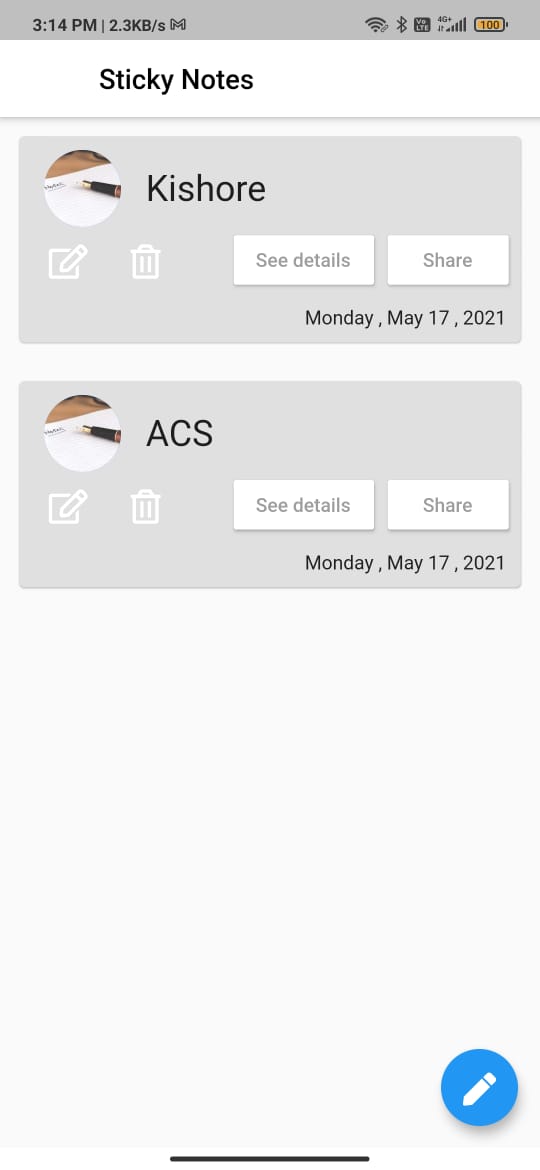 3:14 PM | 2.3KB/s
Vo LTE 4G+ 100
Sticky Notes
Kishore
See details Share
Monday , May 17 , 2021
ACS
See details Share
Monday , May 17 , 2021